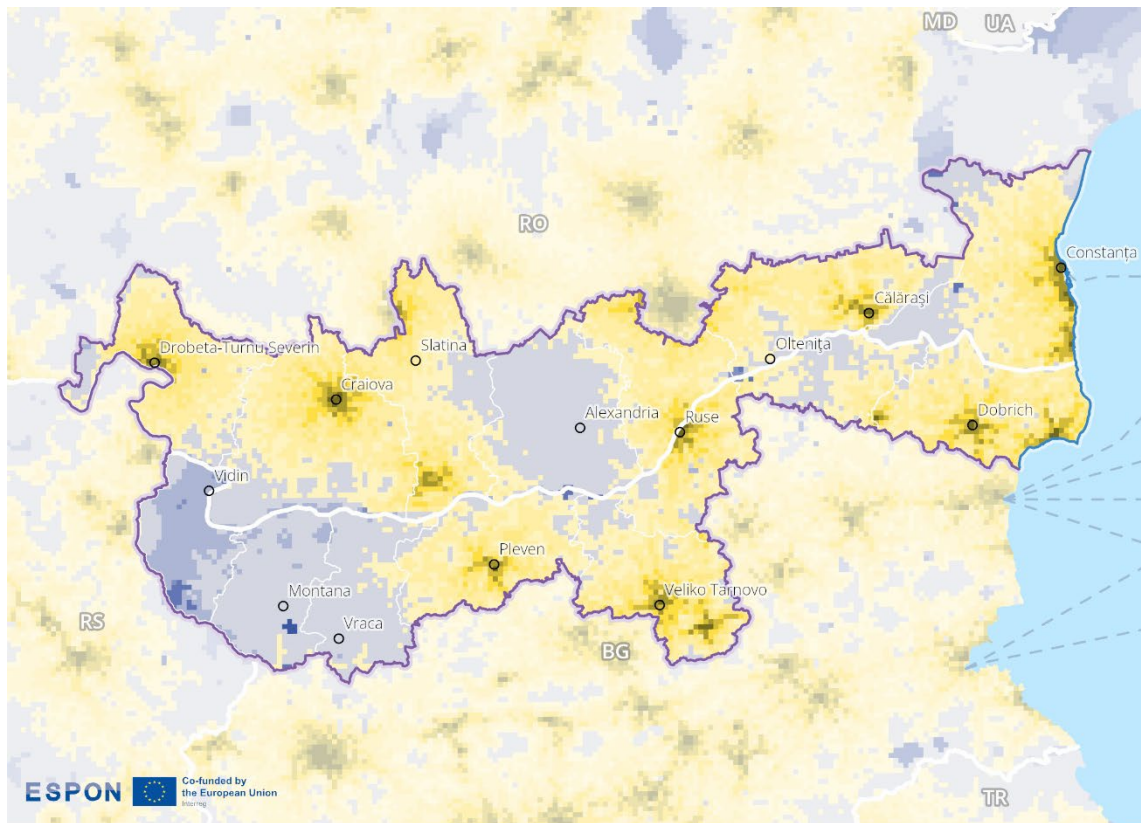 MD
UA
RO
Constanța
Călărași
Drobeta-Turnu Severin
Slatina
Oltenița
Craiova
Alexandria
Ruse
Dobrich
Vidin
Pleven
Montana
Veliko Tarnovo
RS
Vraca
BG
ESPON
Co-funded by
the European Union
Interreg
TR